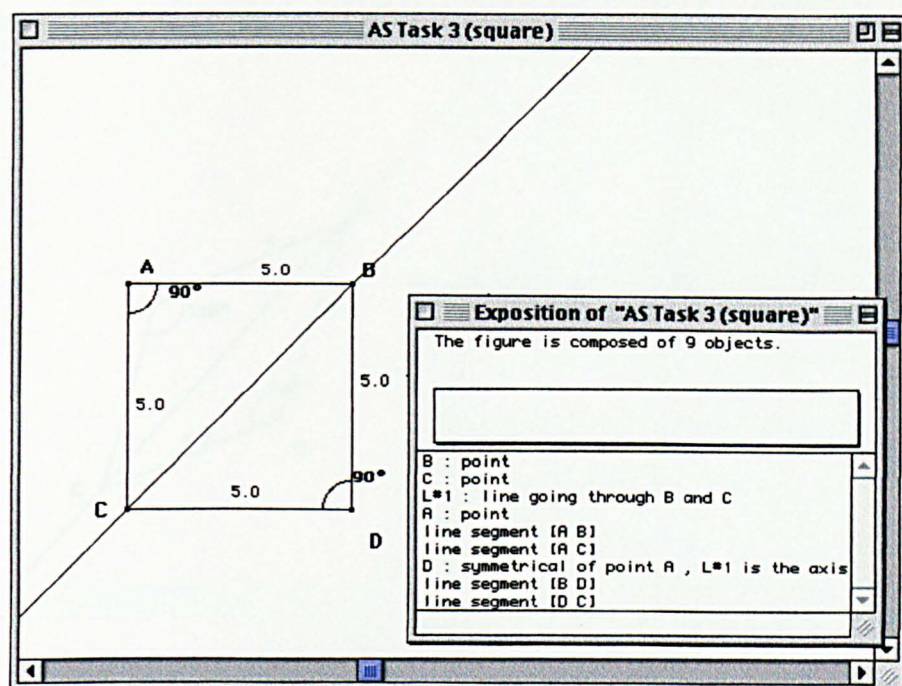 AS Task 3 (square)
A
5.0
B
90°
Exposition of "AS Task 3 (square)"
The figure is composed of 9 objects.
5.0
5.0
B : point
C : point
L#1 : line going through B and C
A : point
line segment [A B]
line segment [A C]
D : symmetrical of point A , L#1 is the axis
line segment [B D]
line segment [D C]
90°
5.0
C
D